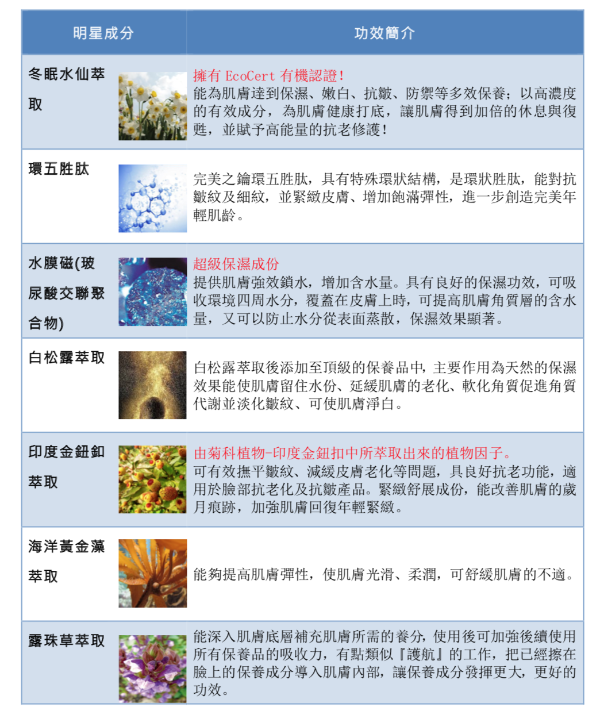 明星成分
功效簡介
冬眠水仙萃
取
擁有 EcoCert 有機認證！
能為肌膚達到保濕、嫩白、抗皺、防禦等多效保養；以高濃度
的有效成分，為肌膚健康打底，讓肌膚得到加倍的休息與復
甦，並賦予高能量的抗老修護！
環五胜肽
完美之鑰環五胜肽，具有特殊環狀結構，是環狀胜肽，能對抗
皺紋及細紋，並緊緻皮膚、增加飽滿彈性，進一步創造完美年
輕肌齡。
水膜磁(玻
尿酸交聯聚
合物)
超級保濕成份
提供肌膚強效鎖水，增加含水量。具有良好的保濕功效，可吸
收環境四周水分，覆蓋在皮膚上時，可提高肌膚角質層的含水
量，又可以防止水分從表面蒸散，保濕效果顯著。
白松露萃取
白松露萃取後添加至頂級的保養品中，主要作用為天然的保濕
效果能使肌膚留住水份、延緩肌膚的老化、軟化角質促進角質
代謝並淡化皺紋、可使肌膚淨白。
印度金鈕釦
萃取
由菊科植物-印度金鈕扣中所萃取出來的植物因子。
可有效撫平皺紋、減緩皮膚老化等問題，具良好抗老功能，適
用於臉部抗老化及抗皺產品。緊緻舒展成份，能改善肌膚的歲
月痕跡，加強肌膚回復年輕緊緻。
海洋黃金藻
萃取
能夠提高肌膚彈性，使肌膚光滑、柔潤，可舒緩肌膚的不適。
露珠草萃取
能深入肌膚底層補充肌膚所需的養分，使用後可加強後續使用
所有保養品的吸收力，有點類似『護航』的工作，把已經擦在
臉上的保養成分導入肌膚內部，讓保養成分發揮更大，更好的
功效。